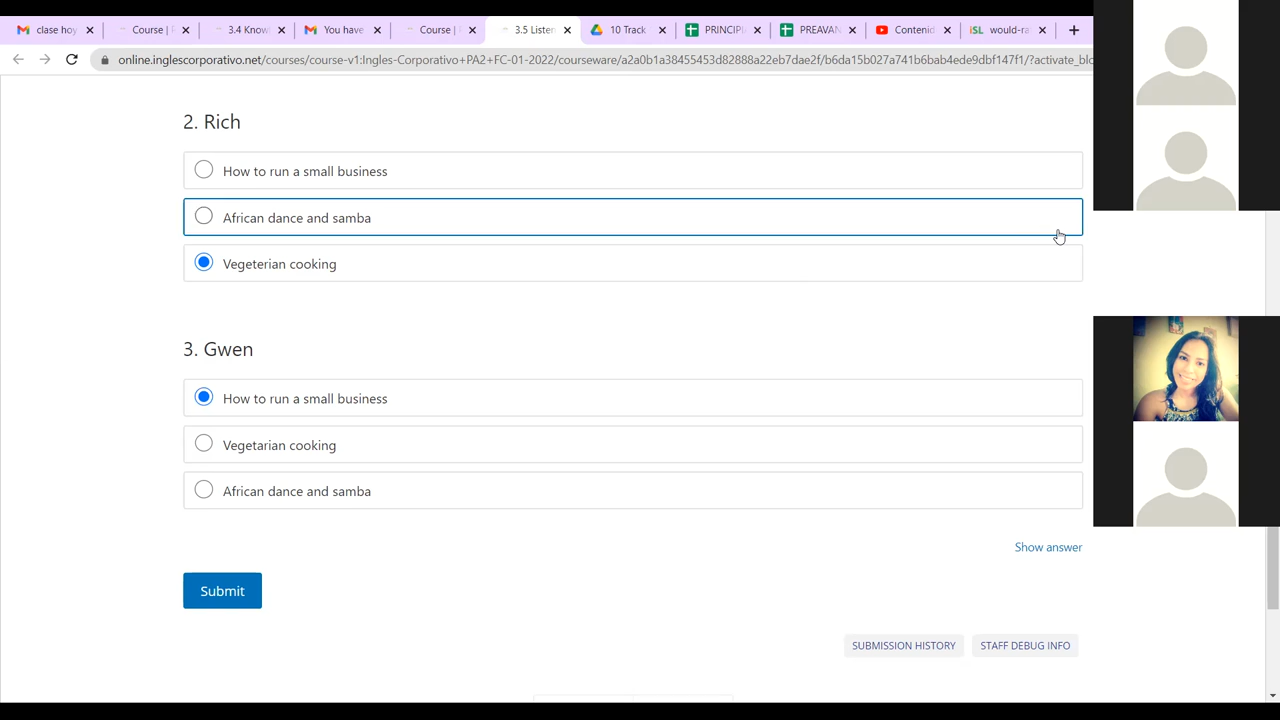 clase hoy
Course |
3.4 Know
You have
Course |
3.5 Listen
10 Track
PRINCIPI
PREAVAN
Contenid
iSL would-ra
online.inglescorporativo.net/courses/course-v1:Ingles-Corporativo+PA2+FC-01-2022/courseware/a2a0b1a38455453d82888a22eb7dae2f/b6da15b027a741b6bab4ede9dbf147f1/?activate_blo
2. Rich
How to run a small business
African dance and samba
Vegeterian cooking
3. Gwen
How to run a small business
Vegetarian cooking
African dance and samba
Show answer
Submit
SUBMISSION HISTORY
STAFF DEBUG INFO